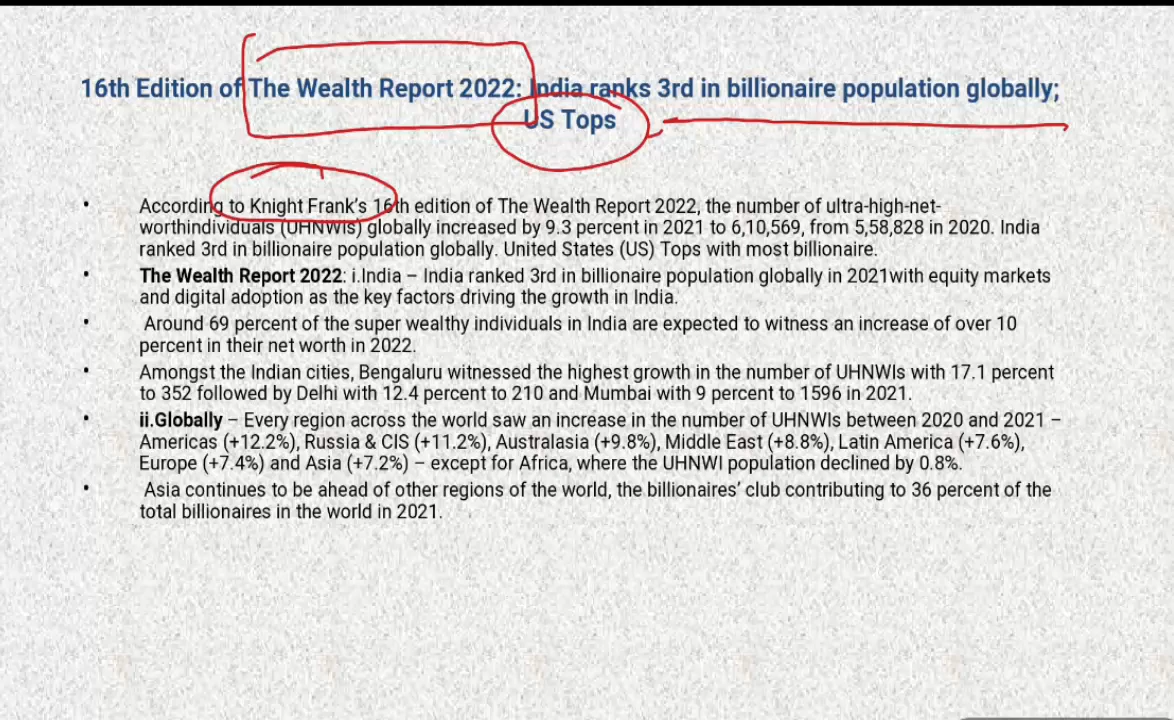 16th Edition of The Wealth Report 2022: India ranks 3rd in billionaire population globally;
US Tops
• According to Knight Frank's 16th edition of The Wealth Report 2022, the number of ultra-high-net-
worthindividuals (UHNWIs) globally increased by 9.3 percent in 2021 to 6,10,569, from 5,58,828 in 2020. India
ranked 3rd in billionaire population globally. United States (US) Tops with most billionaire.
• The Wealth Report 2022: i.India – India ranked 3rd in billionaire population globally in 2021with equity markets
and digital adoption as the key factors driving the growth in India.
• Around 69 percent of the super wealthy individuals in India are expected to witness an increase of over 10
percent in their net worth in 2022.
• Amongst the Indian cities, Bengaluru witnessed the highest growth in the number of UHNWIs with 17.1 percent
to 352 followed by Delhi with 12.4 percent to 210 and Mumbai with 9 percent to 1596 in 2021.
• ii.Globally – Every region across the world saw an increase in the number of UHNWIs between 2020 and 2021 –
Americas (+12.2%), Russia & CIS (+11.2%), Australasia (+9.8%), Middle East (+8.8%), Latin America (+7.6%),
Europe (+7.4%) and Asia (+7.2%) – except for Africa, where the UHNWI population declined by 0.8%.
• Asia continues to be ahead of other regions of the world, the billionaires' club contributing to 36 percent of the
total billionaires in the world in 2021.